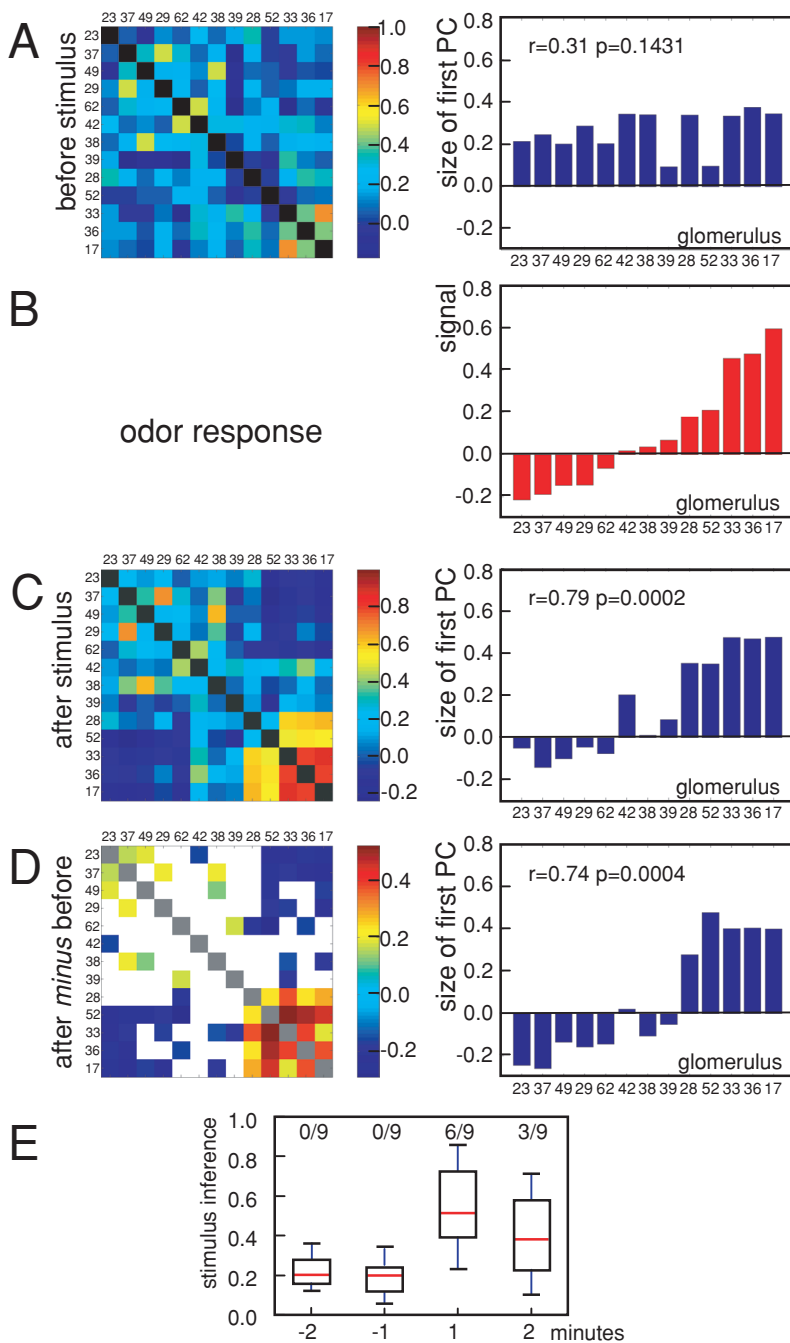 A
before stimulus
23 37 49 29 62 42 38 39 28 52 33 36 17
23
37
49
29
62
42
38
39
28
52
33
36
17
1.0
0.8
0.6
0.4
0.2
0.0
size of first PC
0.8
0.6
0.4
0.2
0.0
-0.2
r=0.31 p=0.1431
glomerulus
23 37 49 29 62 42 38 39 28 52 33 36 17
B
odor response
signal
0.8
0.6
0.4
0.2
0.0
-0.2
glomerulus
23 37 49 29 62 42 38 39 28 52 33 36 17
C
after stimulus
23 37 49 29 62 42 38 39 28 52 33 36 17
23
37
49
29
62
42
38
39
28
52
33
36
17
0.8
0.6
0.4
0.2
0.0
-0.2
size of first PC
0.8
0.6
0.4
0.2
0.0
-0.2
r=0.79 p=0.0002
glomerulus
23 37 49 29 62 42 38 39 28 52 33 36 17
D
after minus before
23 37 49 29 62 42 38 39 28 52 33 36 17
23
37
49
29
62
42
38
39
28
52
33
36
17
0.4
0.2
0.0
-0.2
size of first PC
0.8
0.6
0.4
0.2
0.0
-0.2
r=0.74 p=0.0004
glomerulus
23 37 49 29 62 42 38 39 28 52 33 36 17
E
stimulus inference
1.0
0.8
0.6
0.4
0.2
0.0
0/9 0/9 6/9 3/9
-2 -1 1 2 minutes